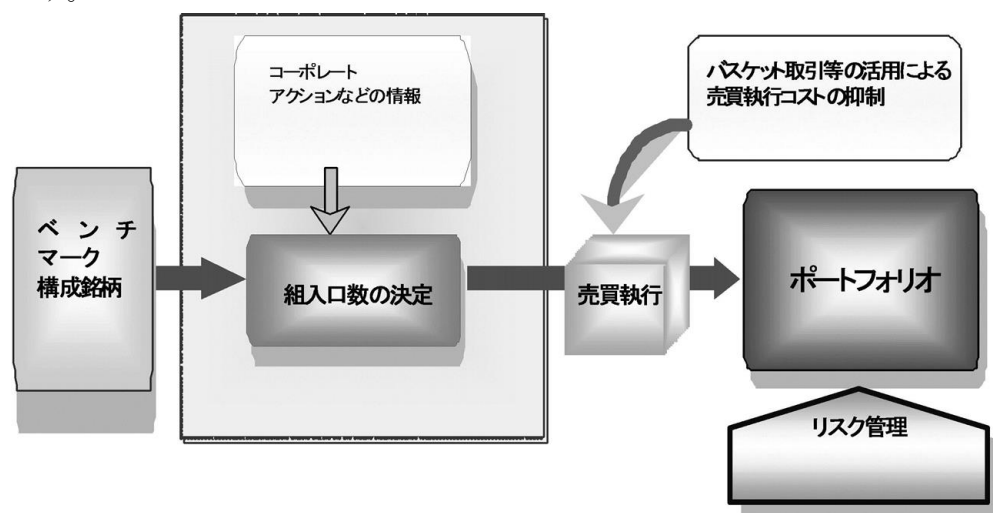 コーポレート
アクションなどの情報
バスケット取引等の活用による
売買執行コストの抑制
ベンチ
マーク
構成銘柄
組入口数の決定
売買執行
ポートフォリオ
リスク管理